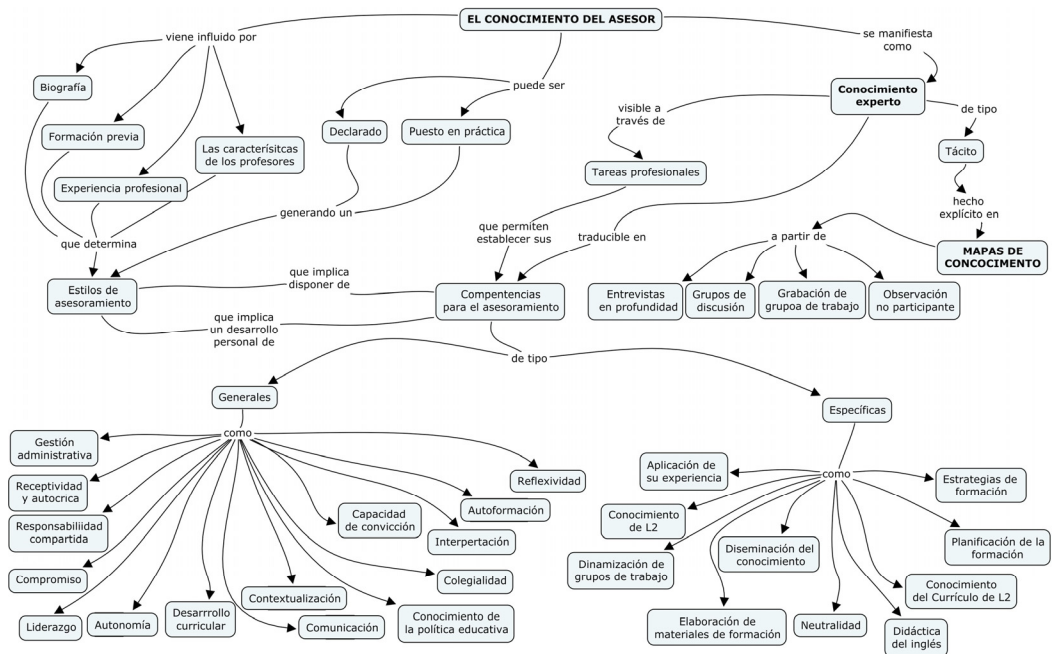 EL CONOCIMIENTO DEL ASESOR
viene influido por
se manifiesta
como
puede ser
Biografía
Formación previa
Experiencia profesional
Las caracterísitcas
de los profesores
Declarado
Puesto en práctica
visible a
través de
Conocimiento
experto
de tipo
Tácito
Tareas profesionales
hecho
explícito en
generando un
que determina
que permiten
establecer sus
traducible en
a partir de
MAPAS DE
CONCOCIMENTO
Estilos de
asesoramiento
que implica
disponer de
Compentencias
para el asesoramiento
Entrevistas
en profundidad
Grupos de
discusión
Grabación de
grupoa de trabajo
Observación
no participante
que implica
un desarrollo
personal de
de tipo
Generales
Específicas
como
Gestión
administrativa
Receptividad
y autocrica
Responsabiliidad
compartida
Compromiso
Liderazgo
Autonomía
Desarrrollo
curricular
Contextualización
Comunicación
Capacidad
de convicción
Conocimiento de
la política educativa
Colegialidad
Interpertación
Autoformación
Reflexividad
como
Aplicación de
su experiencia
Conocimiento
de L2
Dinamización de
grupos de trabajo
Elaboración de
materiales de formación
Diseminación del
conocimiento
Neutralidad
Didáctica
del inglés
Conocimiento
del Currículo de L2
Planificación de la
formación
Estrategias de
formación